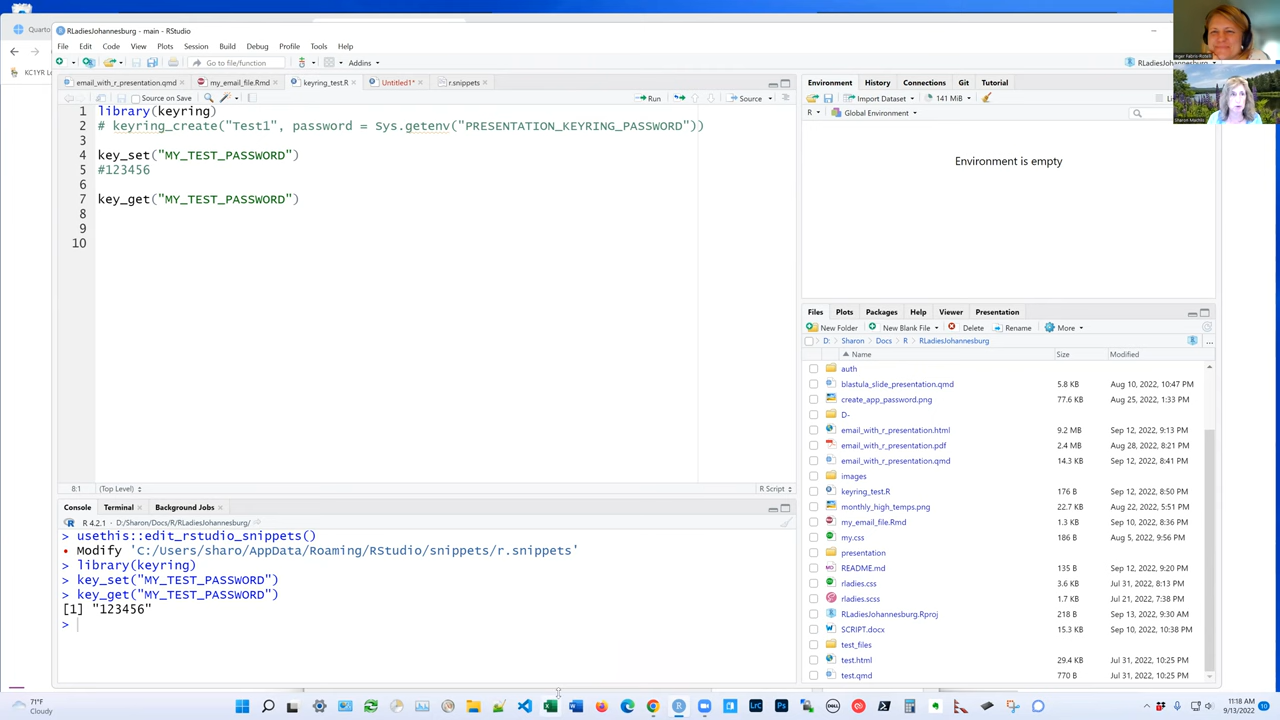 Quarto
RLadiesJohannesburg - main - RStudio
File Edit Code View Plots Session Build Debug Profile Tools Help
Go to file/function
Addins
RLadiesJohannesburg
KC1YR Lo
email_with_r_presentation.qmd
my_email_file.Rmd
keyring_test.R
Untitled1*
r.snippets
Source on Save
Run
Source
1 library(keyring)
2 # keyring_create("Test1", password = Sys.getenv("PRESENTATION_KEYRING_PASSWORD"))
3
4 key_set("MY_TEST_PASSWORD")
5 #123456
6
7 key_get("MY_TEST_PASSWORD")
8
9
10
8:1 (Top Level) R Script
Console Terminal Background Jobs
R 4.2.1 · D:/Sharon/Docs/R/RLadiesJohannesburg/
> usethis::edit_rstudio_snippets()
• Modify 'C:/Users/sharo/AppData/Roaming/RStudio/snippets/r.snippets'
> library(keyring)
> key_set("MY_TEST_PASSWORD")
> key_get("MY_TEST_PASSWORD")
[1] "123456"
>
Environment History Connections Git Tutorial
Import Dataset 141 MiB
R Global Environment
Environment is empty
Files Plots Packages Help Viewer Presentation
New Folder New Blank File Delete Rename More
D: Sharon Docs R RLadiesJohannesburg
Name Size Modified
auth
blastula_slide_presentation.qmd 5.8 KB Aug 10, 2022, 10:47 PM
create_app_password.png 77.6 KB Aug 25, 2022, 1:33 PM
D-
email_with_r_presentation.html 9.2 MB Sep 12, 2022, 9:13 PM
email_with_r_presentation.pdf 2.4 MB Aug 28, 2022, 8:21 PM
email_with_r_presentation.qmd 14.3 KB Sep 12, 2022, 8:41 PM
images
keyring_test.R 176 B Sep 12, 2022, 8:50 PM
monthly_high_temps.png 22.7 KB Aug 22, 2022, 5:51 PM
my_email_file.Rmd 1.3 KB Sep 10, 2022, 8:36 PM
my.css 186 B Aug 5, 2022, 9:56 PM
presentation
README.md 135 B Sep 12, 2022, 9:20 PM
rladies.css 3.6 KB Jul 31, 2022, 8:13 PM
rladies.scss 1.7 KB Jul 21, 2022, 7:38 PM
RLadiesJohannesburg.Rproj 218 B Sep 13, 2022, 9:30 AM
SCRIPT.docx 15.3 KB Sep 10, 2022, 10:38 PM
test_files
test.html 29.4 KB Jul 31, 2022, 10:25 PM
test.qmd 770 B Jul 31, 2022, 10:25 PM
Sharon Machlis
71°F
Cloudy
11:18 AM
9/13/2022
10